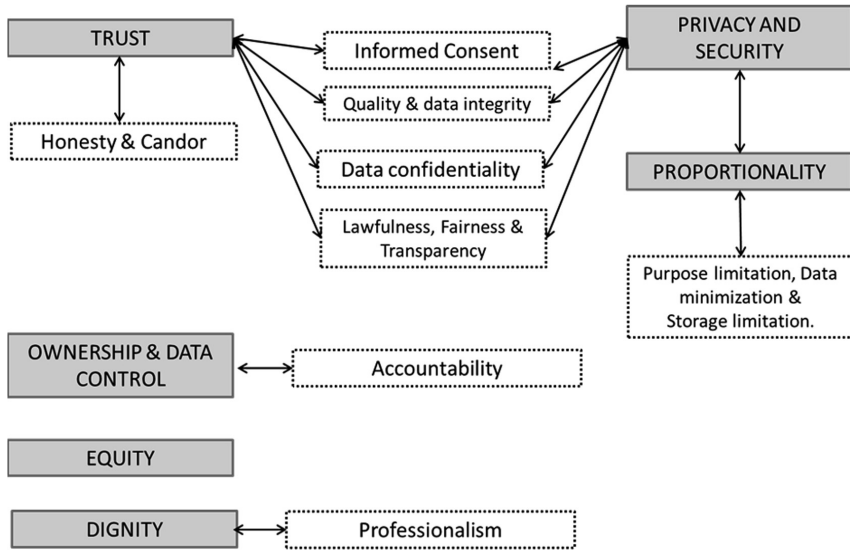 TRUST
Honesty & Candor
Informed Consent
Quality & data integrity
Data confidentiality
Lawfulness, Fairness &
Transparency
PRIVACY AND
SECURITY
PROPORTIONALITY
Purpose limitation, Data
minimization &
Storage limitation.
OWNERSHIP & DATA
CONTROL
Accountability
EQUITY
DIGNITY
Professionalism